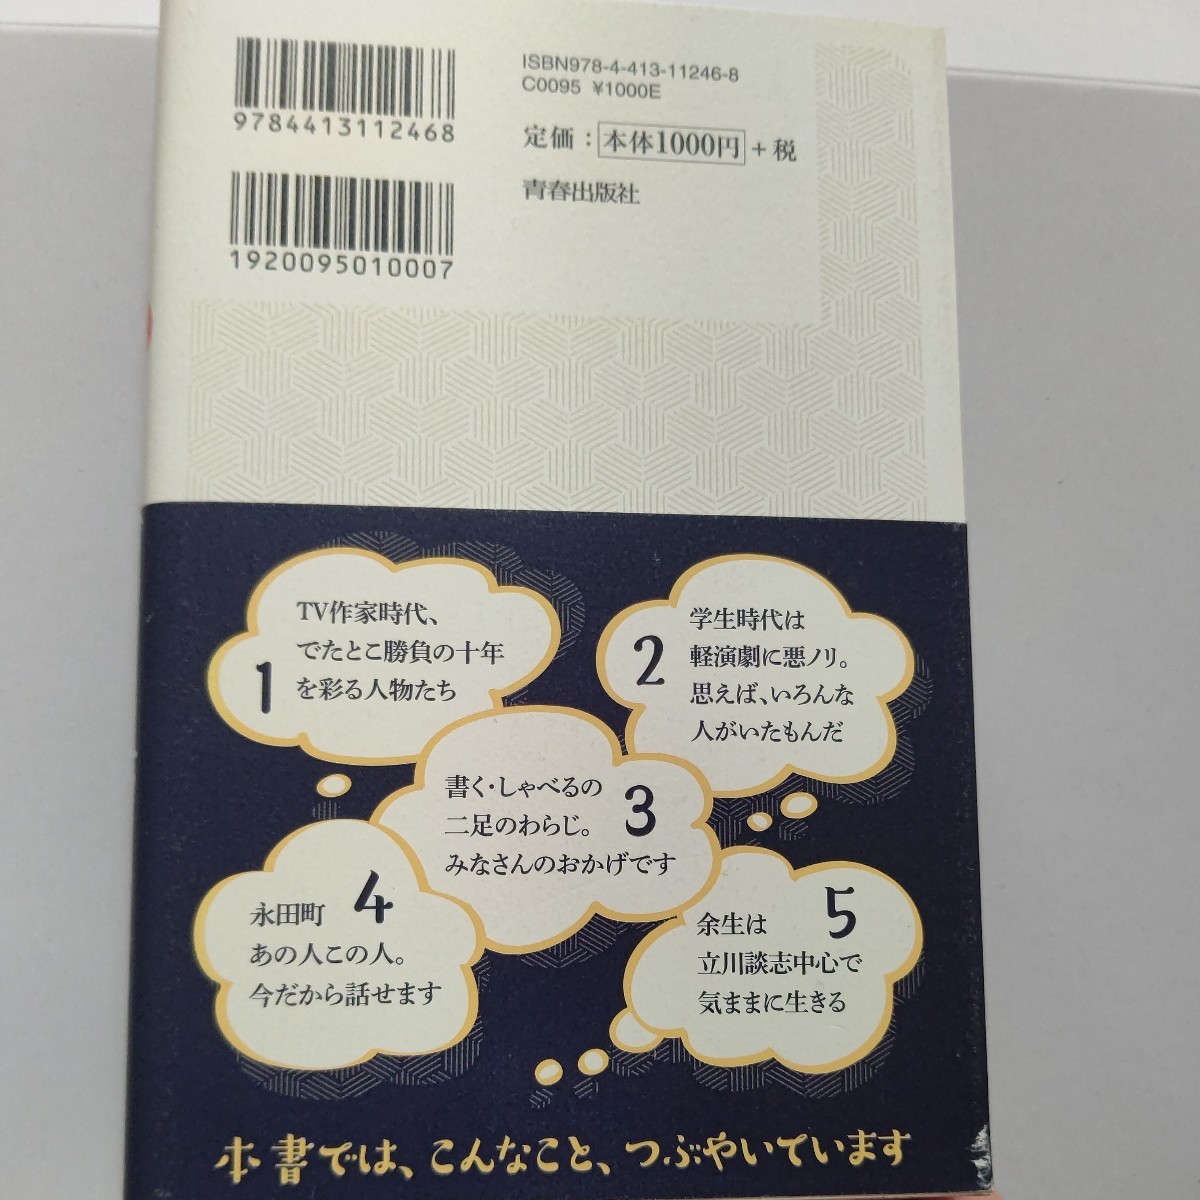 9784413112468
1920095010007
ISBN978-4-413-11246-8
C0095 ¥1000E
定価：本体1000円＋税
青春出版社
1
TV作家時代、
でたとこ勝負の十年
を彩る人物たち
2
学生時代は
軽演劇に悪ノリ。
思えば、いろんな
人がいたもんだ
3
書く・しゃべるの
二足のわらじ。
みなさんのおかげです
4
永田町
あの人この人。
今だから話せます
5
余生は
立川談志中心で
気ままに生きる
本書では、こんなこと、つぶやいています